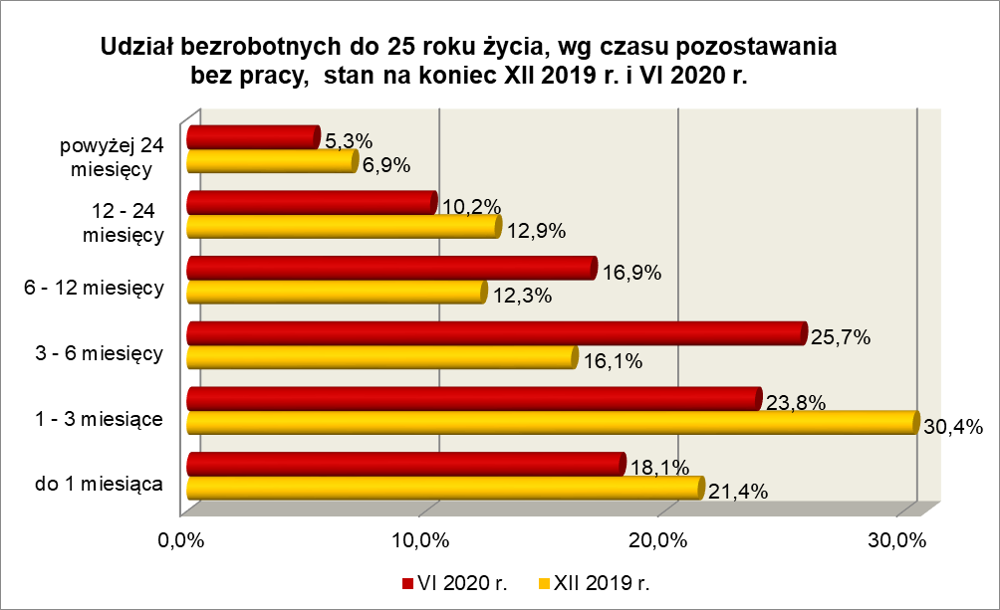 Udział bezrobotnych do 25 roku życia, wg czasu pozostawania
bez pracy,  stan na koniec XII 2019 r. i VI 2020 r.
powyżej 24
miesięcy
5,3%
6,9%
12 - 24
miesięcy
10,2%
12,9%
6 - 12 miesięcy
16,9%
12,3%
3 - 6 miesięcy
25,7%
16,1%
1 - 3 miesiące
23,8%
30,4%
do 1 miesiąca
18,1%
21,4%
0,0% 10,0% 20,0% 30,0%
VI 2020 r. XII 2019 r.